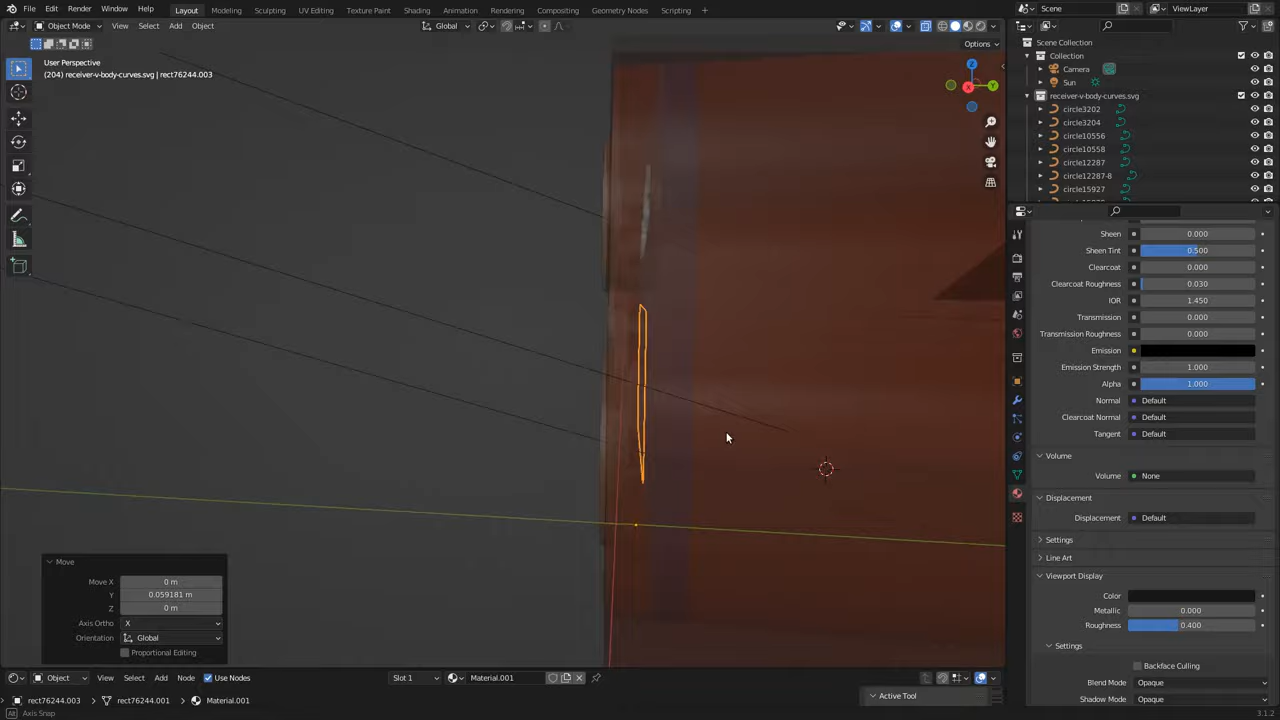 File Edit Render Window Help Layout Modeling Sculpting UV Editing Texture Paint Shading Animation Rendering Compositing Geometry Nodes Scripting Scene ViewLayer
Object Mode View Select Add Object Global
Options
User Perspective
(204) receiver-v-body-curves.svg | rect76244.003
Z
Y
X
Move
Move X 0 m
Y 0.059181 m
Z 0 m
Axis Ortho X
Orientation Global
Proportional Editing
Object View Select Add Node Use Nodes Slot 1 Material.001
rect76244.003 rect76244.001 Material.001
Active Tool
Axis Snap
Scene Collection
Collection
Camera
Sun
receiver-v-body-curves.svg
circle3202
circle3204
circle10556
circle10558
circle12287
circle12287-8
circle15927
Sheen 0.000
Sheen Tint 0.500
Clearcoat 0.000
Clearcoat Roughness 0.030
IOR 1.450
Transmission 0.000
Transmission Roughness 0.000
Emission
Emission Strength 1.000
Alpha 1.000
Normal Default
Clearcoat Normal Default
Tangent Default
Volume
Volume None
Displacement
Displacement Default
Settings
Line Art
Viewport Display
Color
Metallic 0.000
Roughness 0.400
Settings
Backface Culling
Blend Mode Opaque
Shadow Mode Opaque
3.1.2